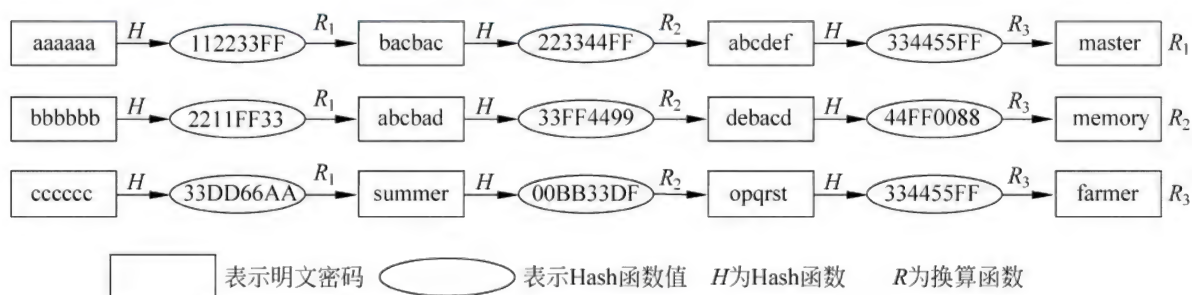 aaaaaa H 112233FF R1 bacbac H 223344FF R2 abcdef H 334455FF R3 master R1
bbbbbb H 2211FF33 R1 abcbad H 33FF4499 R2 debacd H 44FF0088 R3 memory R2
cccccc H 33DD66AA R1 summer H 00BB33DF R2 opqrst H 334455FF R3 farmer R3
表示明文密码 表示Hash函数值 H为Hash函数 R为换算函数